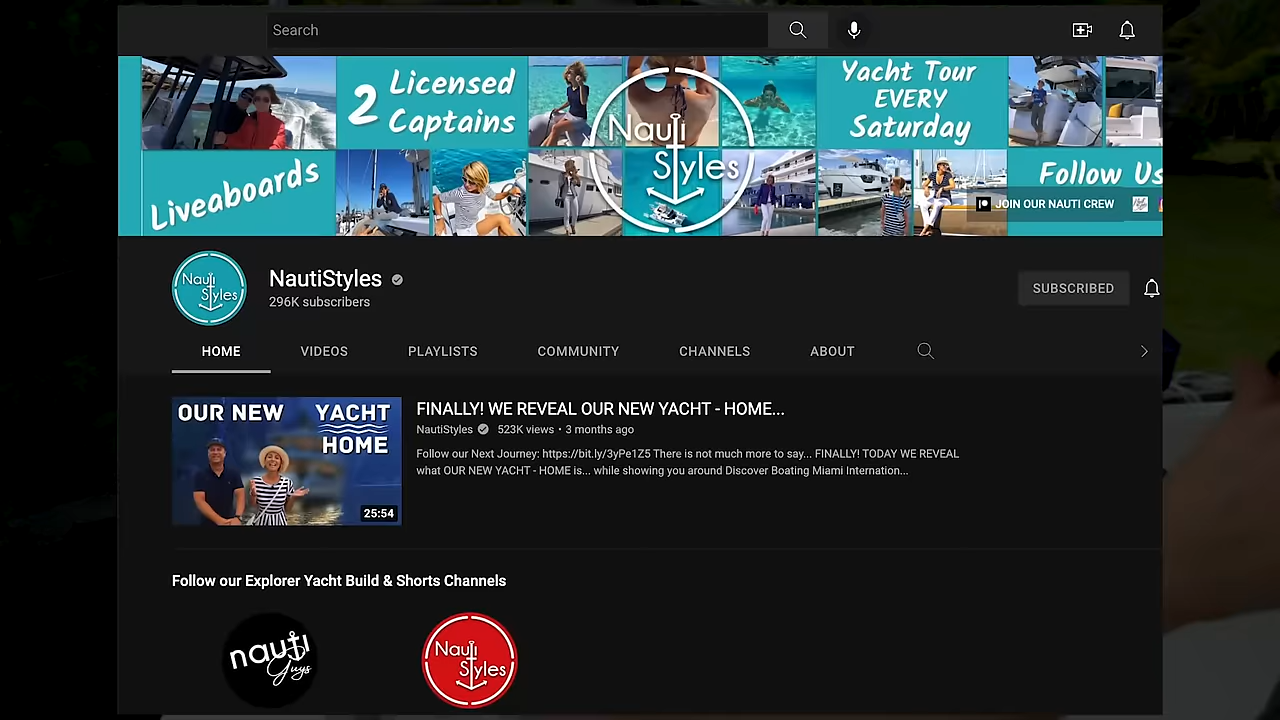 Search
2 Licensed
Captains
Nauti
Styles
Yacht Tour
EVERY
Saturday
Liveaboards
Follow Us
JOIN OUR NAUTI CREW
Nauti
Styles
NautiStyles
296K subscribers
SUBSCRIBED
HOME
VIDEOS
PLAYLISTS
COMMUNITY
CHANNELS
ABOUT
OUR NEW YACHT
HOME
25:54
FINALLY! WE REVEAL OUR NEW YACHT - HOME...
NautiStyles 523K views • 3 months ago
Follow our Next Journey: https://bit.ly/3yPe1Z5 There is not much more to say... FINALLY! TODAY WE REVEAL
what OUR NEW YACHT - HOME is... while showing you around Discover Boating Miami Internation...
Follow our Explorer Yacht Build & Shorts Channels
nauti
Guys
Nauti
Styles